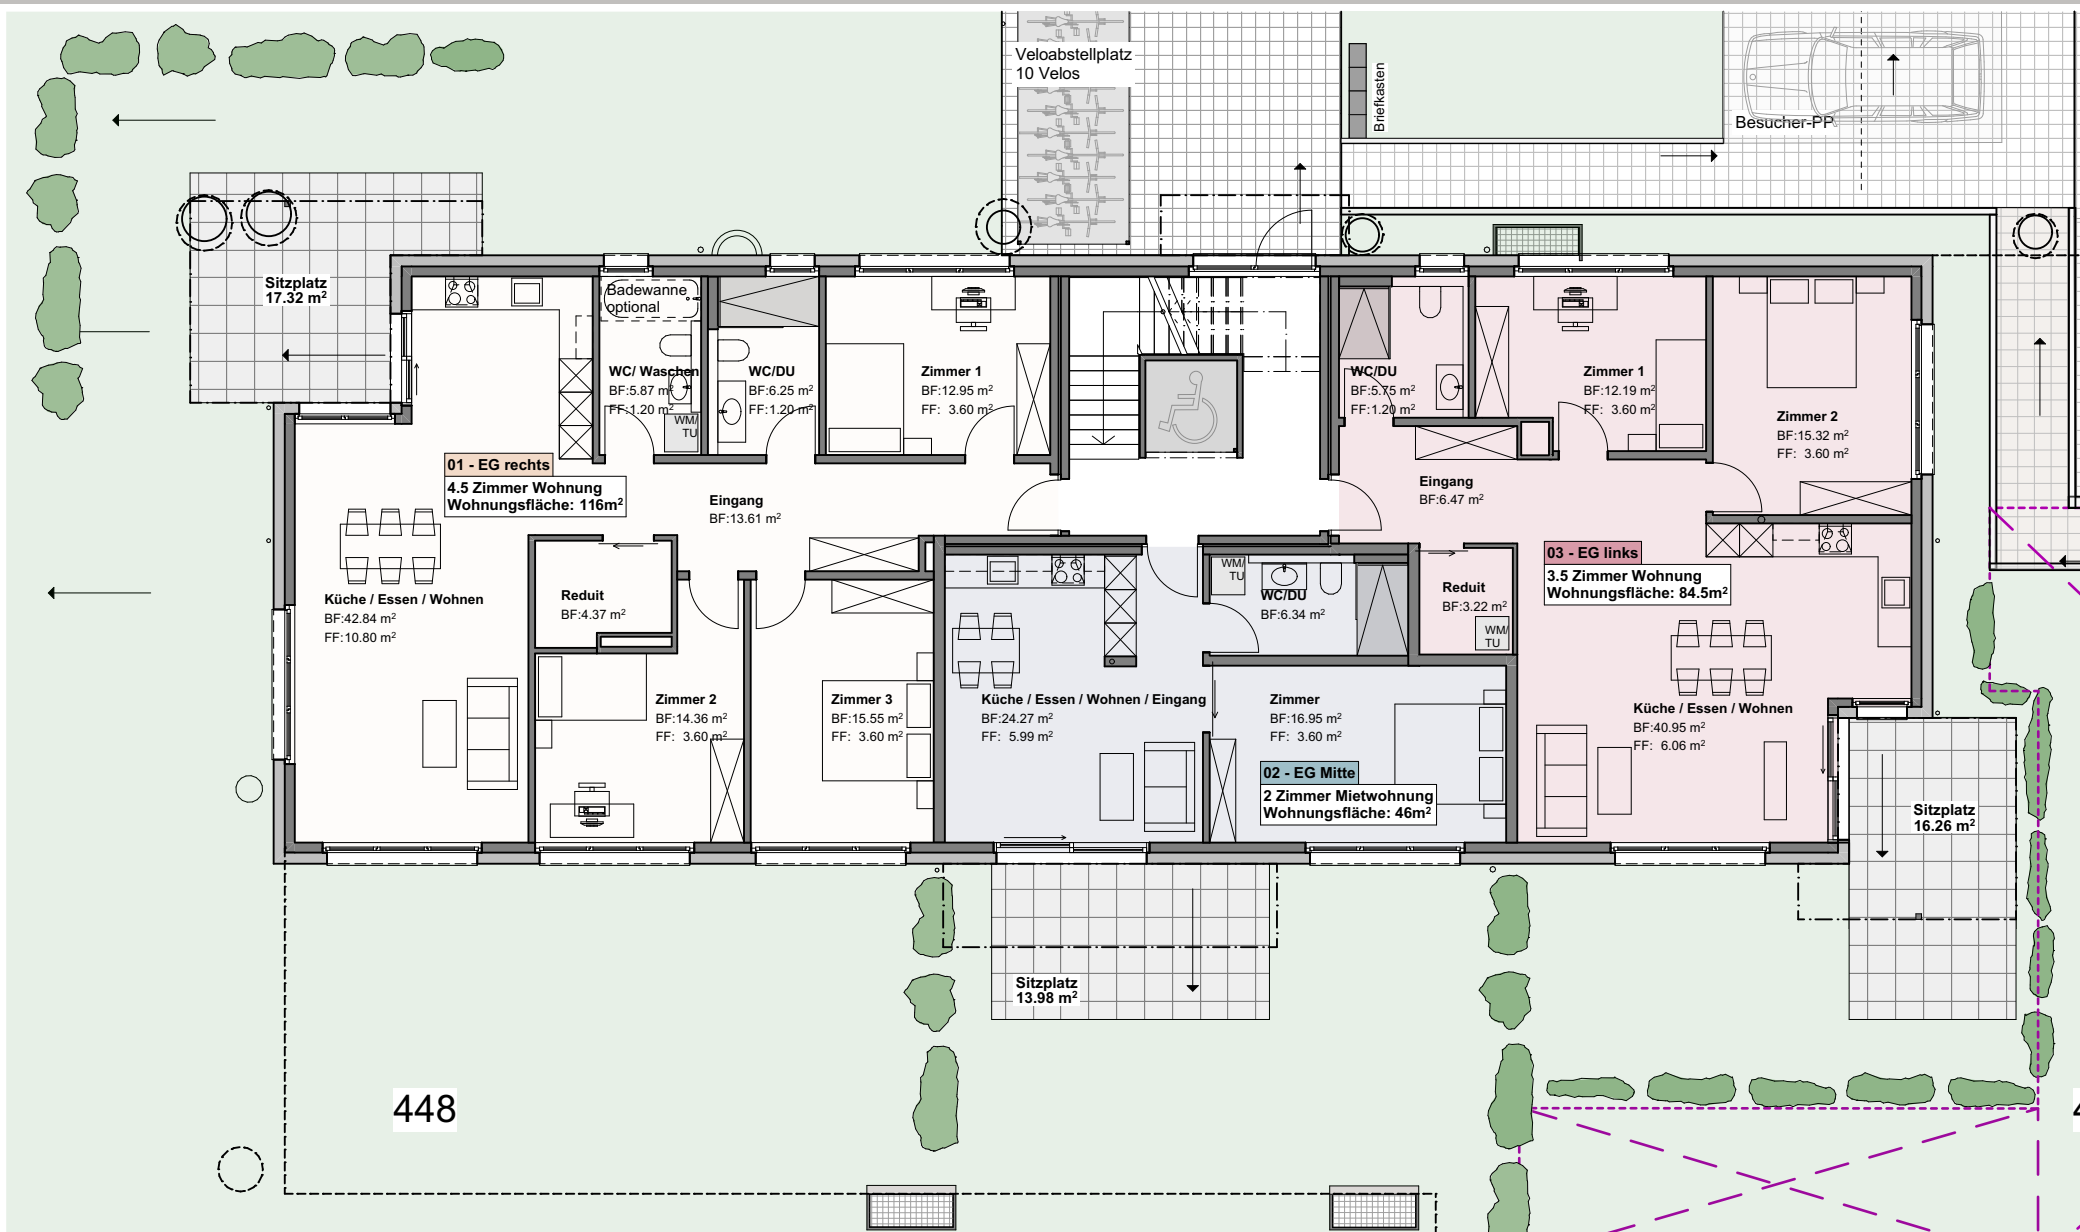 Veloabstellplatz
10 Velos
Briefkasten
Besucher-PP
Sitzplatz
17.32 m²
Badewanne
optional
WC/ Waschen
BF:5.87 m²
FF:1.20 m²
WM/
TU
WC/DU
BF:6.25 m²
FF:1.20 m²
Zimmer 1
BF:12.95 m²
FF: 3.60 m²
WC/DU
BF:5.75 m²
FF:1.20 m²
Zimmer 1
BF:12.19 m²
FF: 3.60 m²
Zimmer 2
BF:15.32 m²
FF: 3.60 m²
01 - EG rechts
4.5 Zimmer Wohnung
Wohnungsfläche: 116m²
Eingang
BF:13.61 m²
Eingang
BF:6.47 m²
03 - EG links
3.5 Zimmer Wohnung
Wohnungsfläche: 84.5m²
Küche / Essen / Wohnen
BF:42.84 m²
FF:10.80 m²
Reduit
BF:4.37 m²
WM/
TU
WC/DU
BF:6.34 m²
Reduit
BF:3.22 m²
WM/
TU
Zimmer 2
BF:14.36 m²
FF: 3.60 m²
Zimmer 3
BF:15.55 m²
FF: 3.60 m²
Küche / Essen / Wohnen / Eingang
BF:24.27 m²
FF: 5.99 m²
Zimmer
BF:16.95 m²
FF: 3.60 m²
02 - EG Mitte
2 Zimmer Mietwohnung
Wohnungsfläche: 46m²
Küche / Essen / Wohnen
BF:40.95 m²
FF: 6.06 m²
Sitzplatz
16.26 m²
Sitzplatz
13.98 m²
448